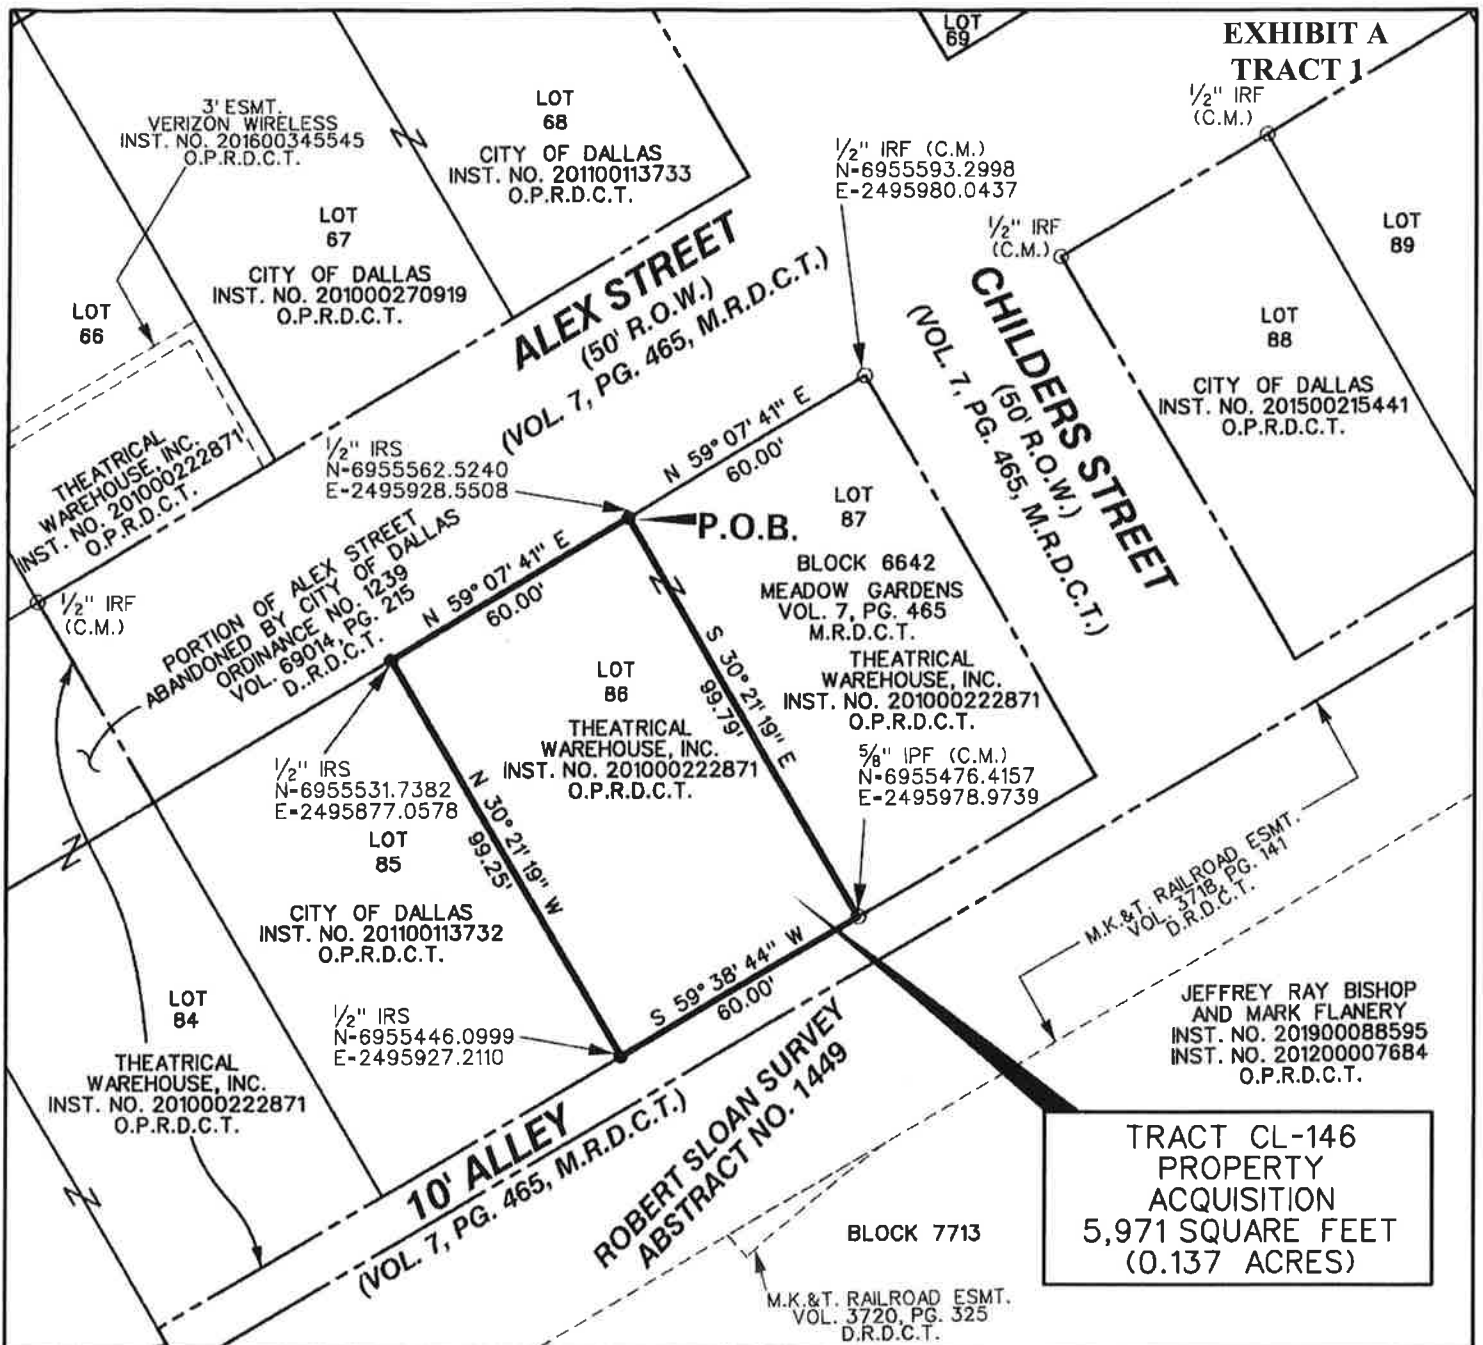 EXHIBIT A
TRACT 1
LOT
69
1/2" IRF
(C.M.)
3' ESMT.
VERIZON WIRELESS
INST. NO. 201600345545
O.P.R.D.C.T.
LOT
68
CITY OF DALLAS
INST. NO. 201100113733
O.P.R.D.C.T.
1/2" IRF (C.M.)
N=6955593.2998
E=2495980.0437
1/2" IRF
(C.M.)
LOT
67
CITY OF DALLAS
INST. NO. 201000270919
O.P.R.D.C.T.
LOT
66
ALEX STREET
(50' R.O.W.)
(VOL. 7, PG. 465, M.R.D.C.T.)
CHILDERS STREET
(50' R.O.W.)
(VOL. 7, PG. 465, M.R.D.C.T.)
LOT
89
LOT
88
CITY OF DALLAS
INST. NO. 201500215441
O.P.R.D.C.T.
THEATRICAL
WAREHOUSE, INC.
INST. NO. 201000222871
O.P.R.D.C.T.
1/2" IRS
N=6955562.5240
E=2495928.5508
N 59° 07' 41" E
60.00'
P.O.B.
LOT
87
BLOCK 6642
MEADOW GARDENS
VOL. 7, PG. 465
M.R.D.C.T.
THEATRICAL
WAREHOUSE, INC.
INST. NO. 201000222871
O.P.R.D.C.T.
1/2" IRF
(C.M.)
PORTION OF ALEX STREET
ABANDONED BY CITY OF DALLAS
ORDINANCE NO. 1239
VOL. 69014, PG. 215
D.R.D.C.T.
N 59° 07' 41" E
60.00'
LOT
86
THEATRICAL
WAREHOUSE, INC.
INST. NO. 201000222871
O.P.R.D.C.T.
S 30° 21' 19" E
99.79'
5/8" IPF (C.M.)
N=6955476.4157
E=2495978.9739
1/2" IRS
N=6955531.7382
E=2495877.0578
N 30° 21' 19" W
99.25'
LOT
85
CITY OF DALLAS
INST. NO. 201100113732
O.P.R.D.C.T.
M.K.&T. RAILROAD ESMT.
VOL. 3718, PG. 141
D.R.D.C.T.
S 59° 38' 44" W
60.00'
LOT
84
THEATRICAL
WAREHOUSE, INC.
INST. NO. 201000222871
O.P.R.D.C.T.
1/2" IRS
N=6955446.0999
E=2495927.2110
JEFFREY RAY BISHOP
AND MARK FLANERY
INST. NO. 201900088595
INST. NO. 201200007684
O.P.R.D.C.T.
10' ALLEY
(VOL. 7, PG. 465, M.R.D.C.T.)
ROBERT SLOAN SURVEY
ABSTRACT NO. 1449
TRACT CL-146
PROPERTY
ACQUISITION
5,971 SQUARE FEET
(0.137 ACRES)
BLOCK 7713
M.K.&T. RAILROAD ESMT.
VOL. 3720, PG. 325
D.R.D.C.T.